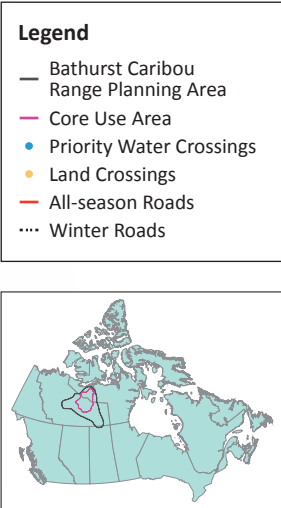 Legend
Bathurst Caribou
Range Planning Area
Core Use Area
Priority Water Crossings
Land Crossings
All-season Roads
Winter Roads